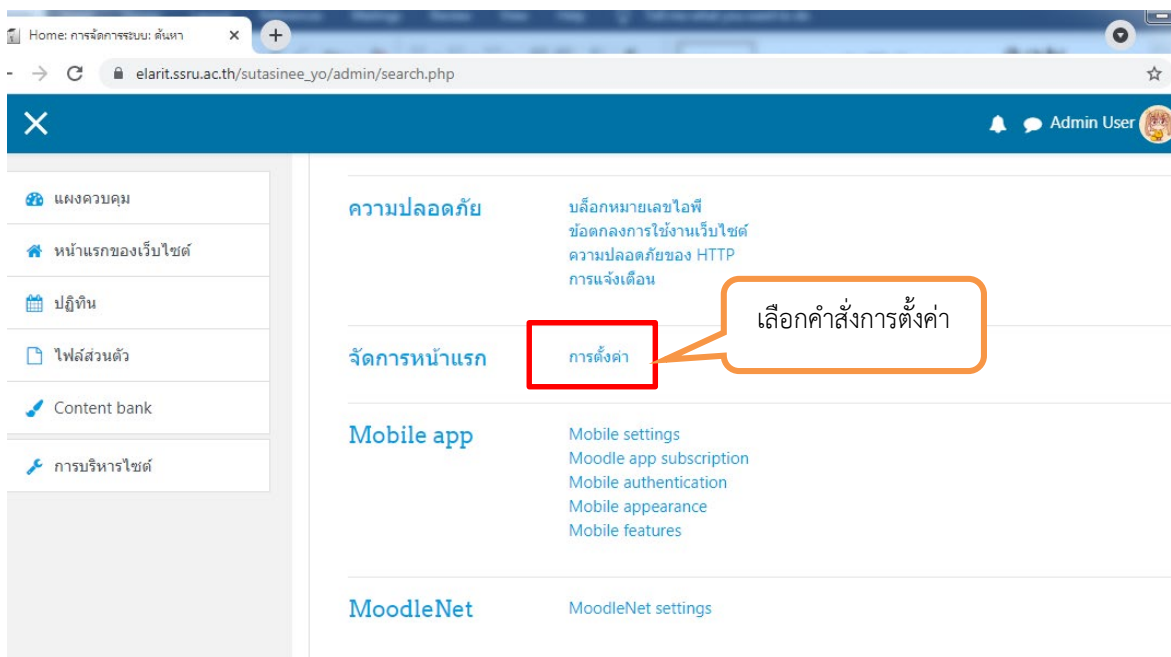 Home: การจัดการระบบ: ค้นหา
elarit.ssru.ac.th/sutasinee_yo/admin/search.php
Admin User
แผงควบคุม
หน้าแรกของเว็บไซต์
ปฏิทิน
ไฟล์ส่วนตัว
Content bank
การบริหารไซต์
ความปลอดภัย
บล็อกหมายเลขไอพี
ข้อตกลงการใช้งานเว็บไซต์
ความปลอดภัยของ HTTP
การแจ้งเตือน
เลือกคำสั่งการตั้งค่า
จัดการหน้าแรก
การตั้งค่า
Mobile app
Mobile settings
Moodle app subscription
Mobile authentication
Mobile appearance
Mobile features
MoodleNet
MoodleNet settings